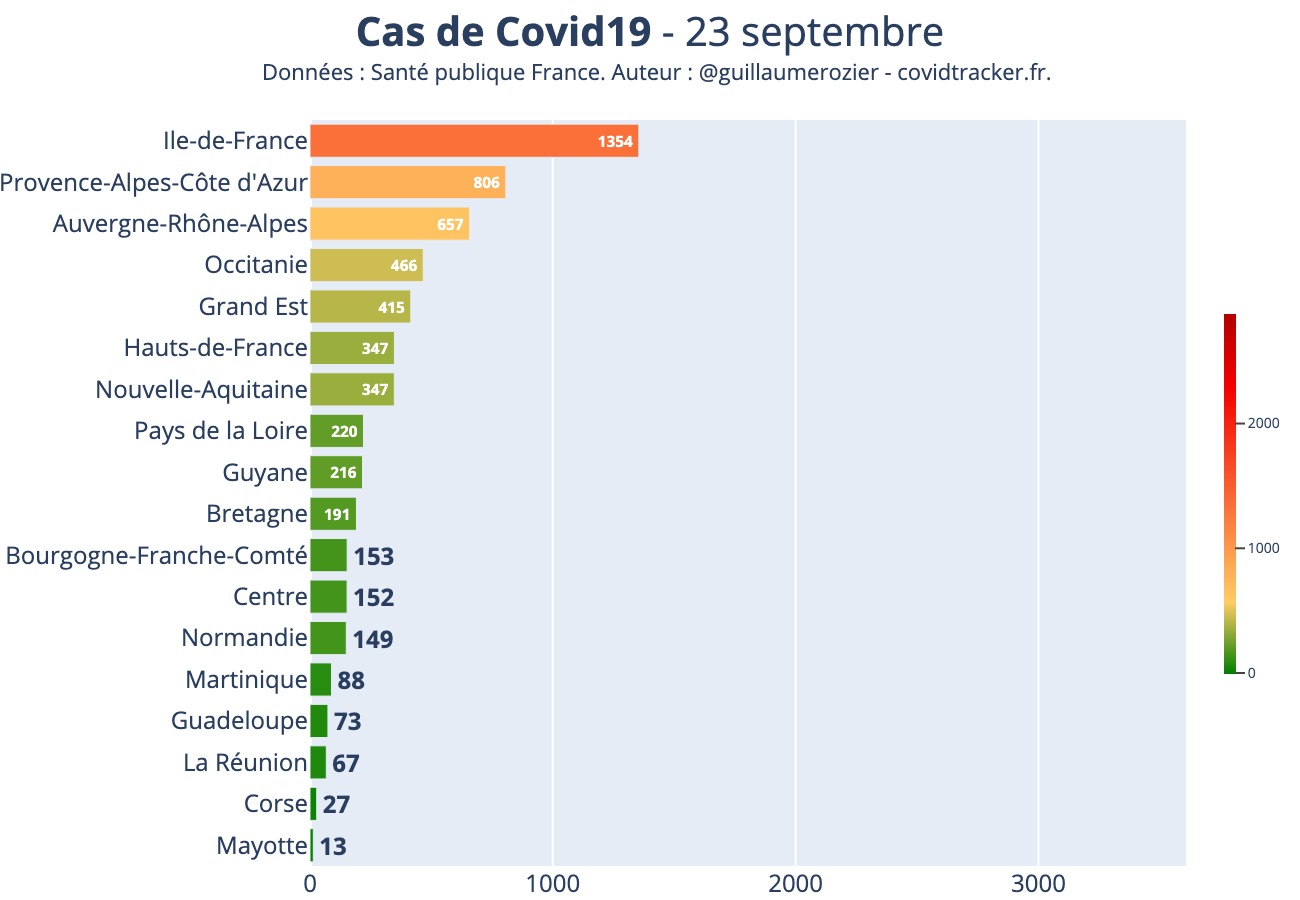 Cas de Covid19 - 23 septembre
Données : Santé publique France. Auteur : @guillaumerozier - covidtracker.fr.
Ile-de-France 1354
Provence-Alpes-Côte d'Azur 806
Auvergne-Rhône-Alpes 657
Occitanie 466
Grand Est 415
Hauts-de-France 347
Nouvelle-Aquitaine 347
Pays de la Loire 220
Guyane 216
Bretagne 191
Bourgogne-Franche-Comté 153
Centre 152
Normandie 149
Martinique 88
Guadeloupe 73
La Réunion 67
Corse 27
Mayotte 13
0 1000 2000 3000
2000
1000
0